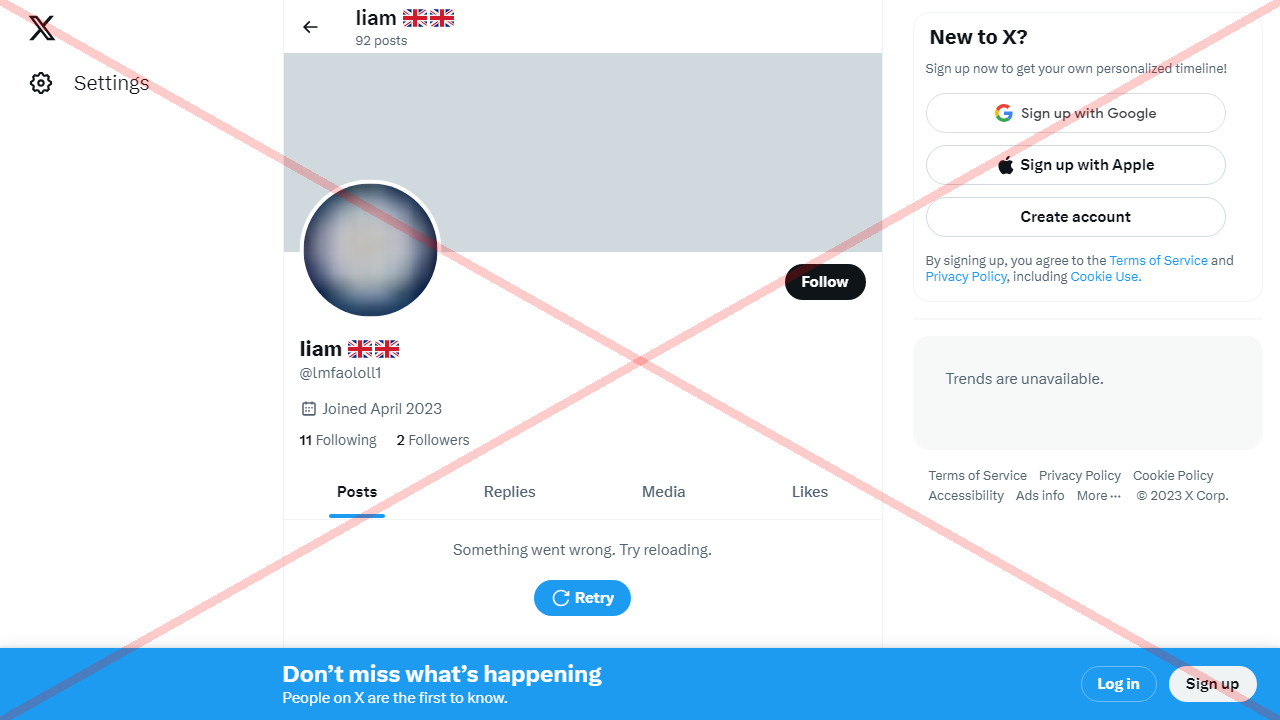 Settings
liam 🇬🇧🇬🇧
92 posts
Follow
liam 🇬🇧🇬🇧
@lmfaololl1
Joined April 2023
11 Following 2 Followers
Posts Replies Media Likes
Something went wrong. Try reloading.
Retry
New to X?
Sign up now to get your own personalized timeline!
Sign up with Google
Sign up with Apple
Create account
By signing up, you agree to the Terms of Service and
Privacy Policy, including Cookie Use.
Trends are unavailable.
Terms of Service Privacy Policy Cookie Policy
Accessibility Ads info More ··· © 2023 X Corp.
Don’t miss what’s happening
People on X are the first to know.
Log in Sign up